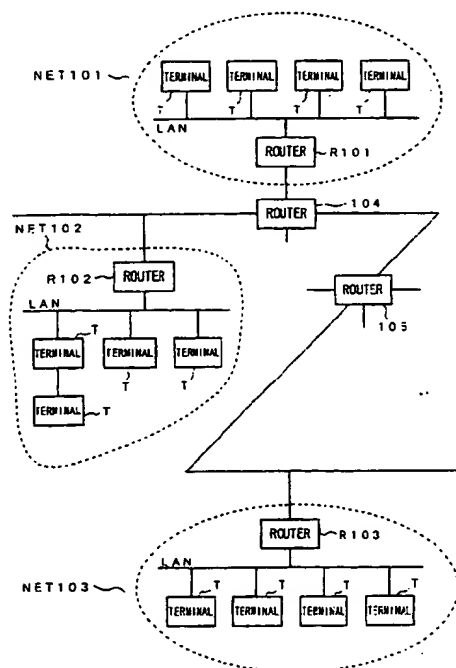 NET101
TERMINAL TERMINAL TERMINAL TERMINAL
T T T T
LAN
ROUTER R101
ROUTER 104
NET102
ROUTER
R102
ROUTER
105
LAN
T
TERMINAL TERMINAL TERMINAL
T T
TERMINAL T
ROUTER R103
LAN
T T T T
NET103
TERMINAL TERMINAL TERMINAL TERMINAL